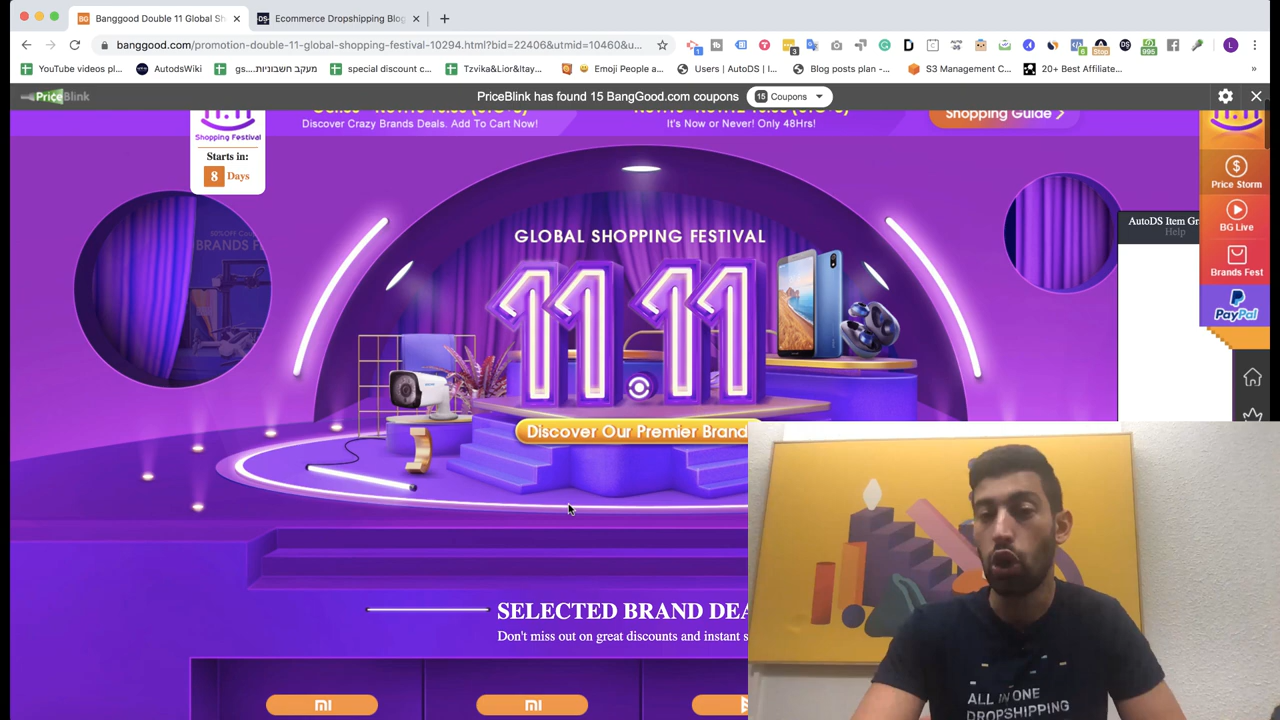 BG Banggood Double 11 Global Sh
DS Ecommerce Dropshipping Blog
banggood.com/promotion-double-11-global-shopping-festival-10294.html?bid=22406&utmid=10460&u...
YouTube videos pl...
AutodsWiki
gs....מעקב חשבוניות
special discount c...
Tzvika&Lior&Itay...
Emoji People a...
Users | AutoDS | I...
Blog posts plan -...
S3 Management C...
20+ Best Affiliate...
»
PriceBlink
PriceBlink has found 15 BangGood.com coupons
15 Coupons
Discover Crazy Brands Deals. Add To Cart Now!
It's Now or Never! Only 48Hrs!
Shopping Guide >
Shopping Festival
Starts in:
8 Days
Price Storm
BG Live
Brands Fest
PayPal
AutoDS Item Gr
Help
BRANDS F
GLOBAL SHOPPING FESTIVAL
11 11
Discover Our Premier Brand
SELECTED BRAND DEA
Don't miss out on great discounts and instant s
ALL IN ONE
DROPSHIPPING